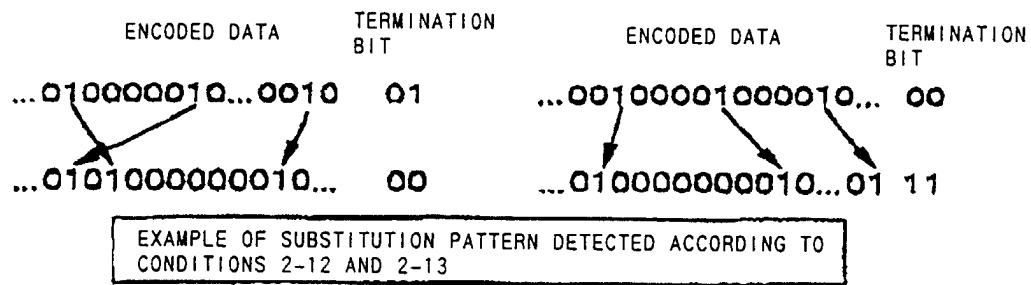 ENCODED DATA
TERMINATION
BIT
...010000010...0010 01
...0101000000010... 00
ENCODED DATA
TERMINATION
BIT
...00100001000010... 00
...010000000010...01 11
EXAMPLE OF SUBSTITUTION PATTERN DETECTED ACCORDING TO
CONDITIONS 2-12 AND 2-13